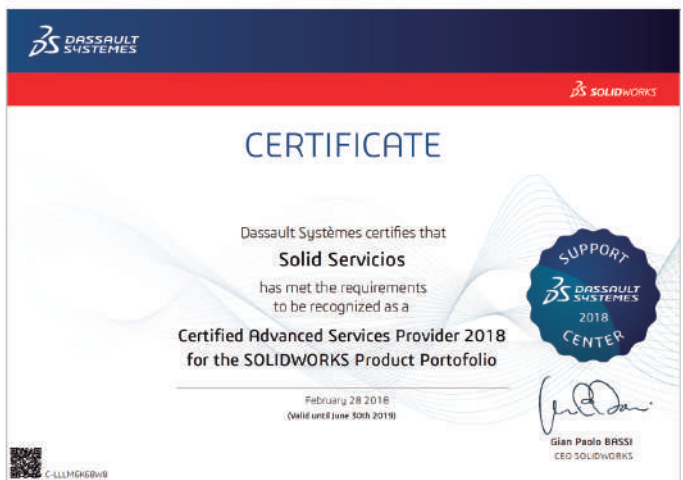 DASSAULT
SYSTEMES
SOLIDWORKS
CERTIFICATE
Dassault Systèmes certifies that
Solid Servicios
has met the requirements
to be recognized as a
Certified Advanced Services Provider 2018
for the SOLIDWORKS Product Portofolio
February 28 2018
(Valid until June 30th 2019)
SUPPORT
DASSAULT
SYSTEMES
2018
CENTER
Gian Paolo BASSI
CEO SOLIDWORKS